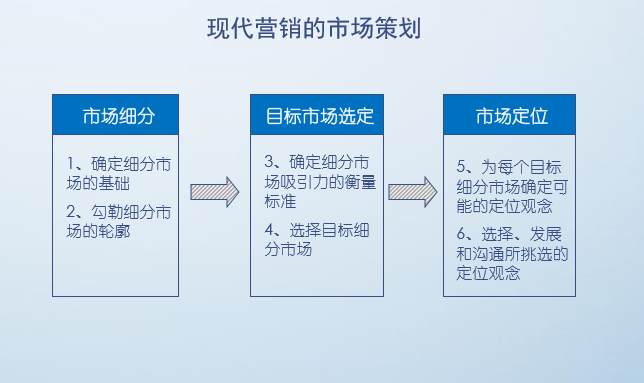 现代营销的市场策划
市场细分
1、确定细分市
场的基础
2、勾勒细分市
场的轮廓
目标市场选定
3、确定细分市
场吸引力的衡量
标准
4、选择目标细
分市场
市场定位
5、为每个目标
细分市场确定可
能的定位观念
6、选择、发展
和沟通所挑选的
定位观念